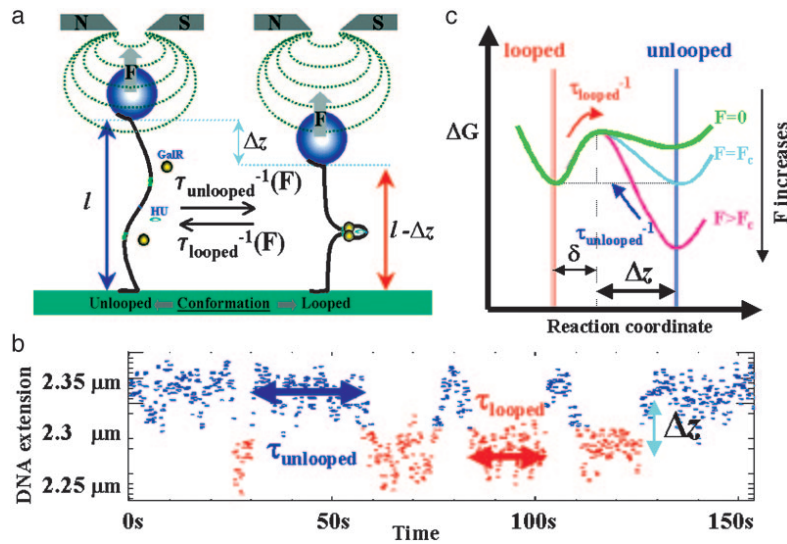 a
N S
F
F
Δz
GalR
HU
l
τunlooped⁻¹(F)
τlooped⁻¹(F)
l -Δz
Unlooped Conformation Looped
c
looped unlooped
τlooped⁻¹
ΔG
F=0
F=Fc
F>Fc
τunlooped⁻¹
δ
Δz
F increases
Reaction coordinate
b
DNA extension
2.35 μm
2.3 μm
2.25 μm
τunlooped
τlooped
Δz
0s 50s 100s 150s
Time